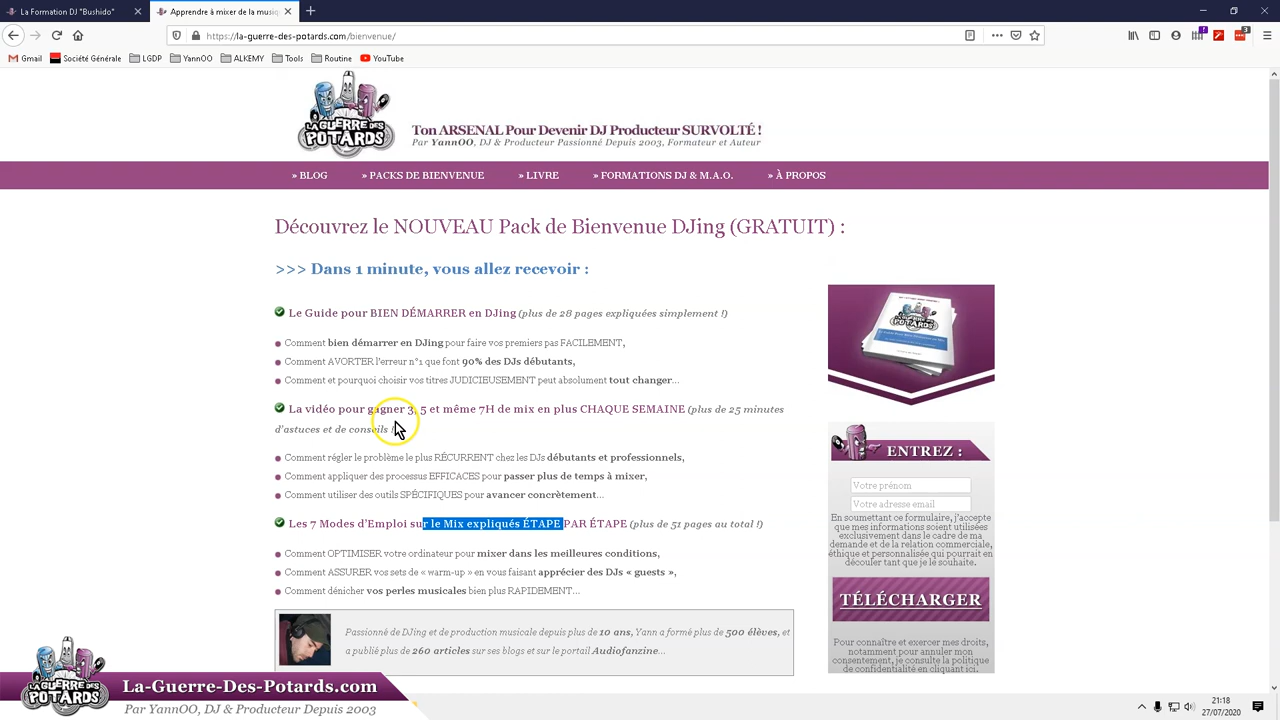 La Formation DJ "Bushido"
Apprendre à mixer de la musiq
https://la-guerre-des-potards.com/bienvenue/
Gmail
Société Générale
LGDP
YannOO
ALKEMY
Tools
Routine
YouTube
7
3
LA GUERRE DES
POTARDS
Ton ARSENAL Pour Devenir DJ Producteur SURVOLTÉ !
Par YannOO, DJ & Producteur Passionné Depuis 2003, Formateur et Auteur
» BLOG
» PACKS DE BIENVENUE
» LIVRE
» FORMATIONS DJ & M.A.O.
» À PROPOS
Découvrez le NOUVEAU Pack de Bienvenue DJing (GRATUIT) :
>>> Dans 1 minute, vous allez recevoir :
Le Guide pour BIEN DÉMARRER en DJing (plus de 28 pages expliquées simplement !)
Comment bien démarrer en DJing pour faire vos premiers pas FACILEMENT,
Comment AVORTER l'erreur n°1 que font 90% des DJs débutants,
Comment et pourquoi choisir vos titres JUDICIEUSEMENT peut absolument tout changer...
La vidéo pour gagner 3, 5 et même 7H de mix en plus CHAQUE SEMAINE (plus de 25 minutes
d'astuces et de conseils !)
Comment régler le problème le plus RÉCURRENT chez les DJs débutants et professionnels,
Comment appliquer des processus EFFICACES pour passer plus de temps à mixer,
Comment utiliser des outils SPÉCIFIQUES pour avancer concrètement...
Les 7 Modes d'Emploi sur le Mix expliqués ÉTAPE PAR ÉTAPE (plus de 51 pages au total !)
Comment OPTIMISER votre ordinateur pour mixer dans les meilleures conditions,
Comment ASSURER vos sets de « warm-up » en vous faisant apprécier des DJs « guests »,
Comment dénicher vos perles musicales bien plus RAPIDEMENT...
Passionné de DJing et de production musicale depuis plus de 10 ans, Yann a formé plus de 500 élèves, et
a publié plus de 260 articles sur ses blogs et sur le portail Audiofanzine...
ENTREZ :
Votre prénom
Votre adresse email
En soumettant ce formulaire, j'accepte
que mes informations soient utilisées
exclusivement dans le cadre de ma
demande et de la relation commerciale,
éthique et personnalisée qui pourrait en
découler tant que je le souhaite.
TÉLÉCHARGER
Pour connaître et exercer mes droits,
notamment pour annuler mon
consentement, je consulte la politique
de confidentialité en cliquant ici.
LA GUERRE DES
POTARDS
La-Guerre-Des-Potards.com
Par YannOO, DJ & Producteur Depuis 2003
21:18
27/07/2020